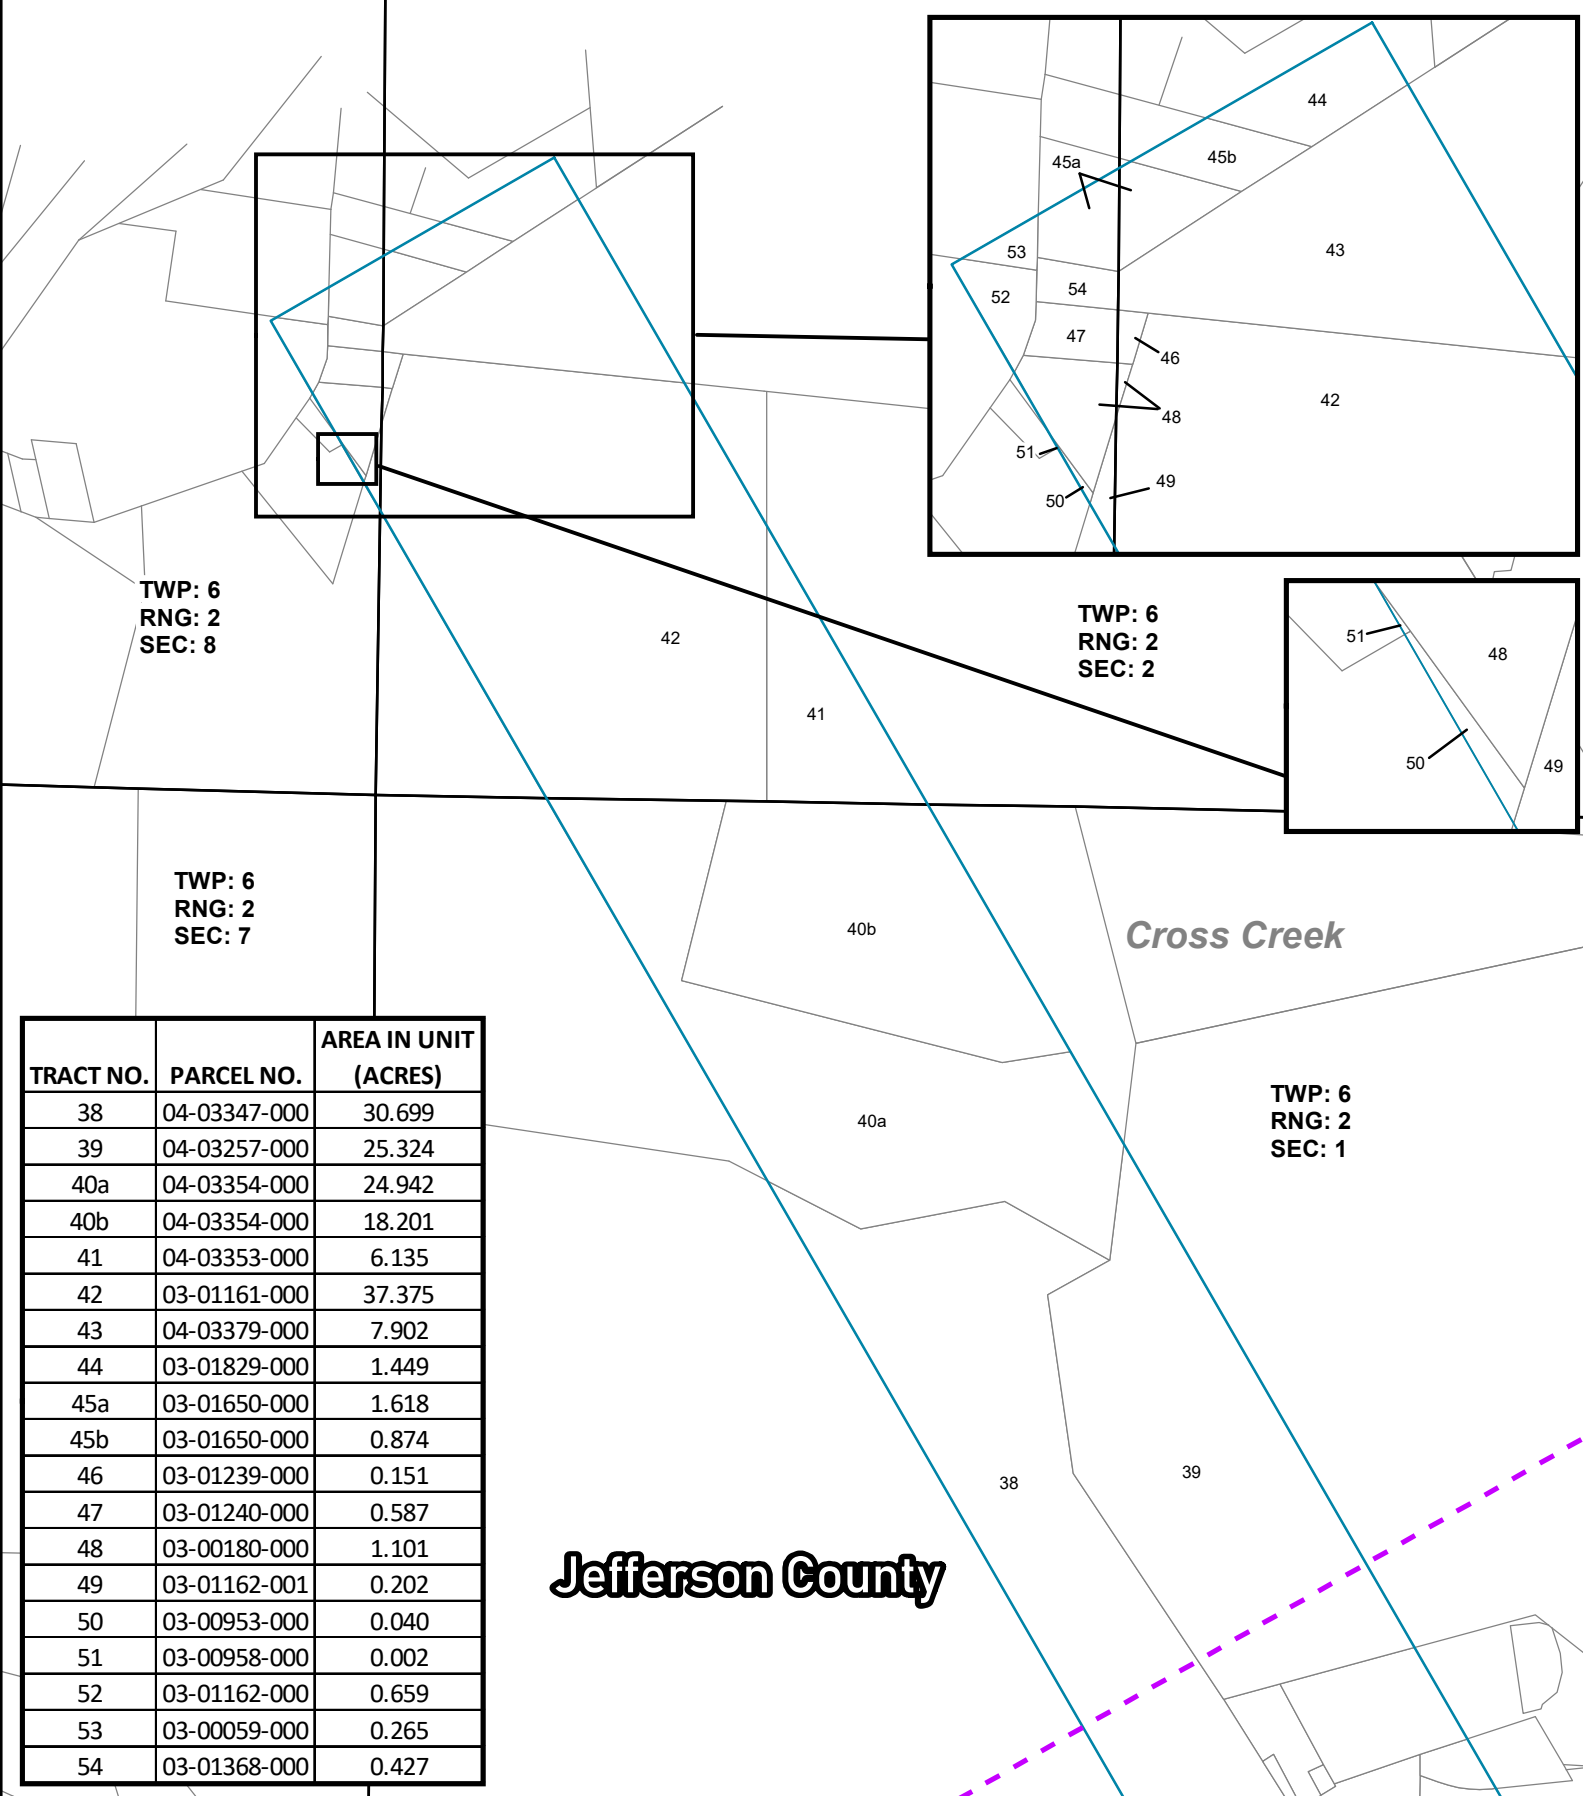 44
45b
45a
53
43
52
54
47
46
42
48
51
49
50
TWP: 6
RNG: 2
SEC: 8
42
TWP: 6
RNG: 2
SEC: 2
51
48
50
49
41
TWP: 6
RNG: 2
SEC: 7
40b
Cross Creek
40a
TWP: 6
RNG: 2
SEC: 1
38
39
Jefferson County
TRACT NO. PARCEL NO. AREA IN UNIT (ACRES)
38 04-03347-000 30.699
39 04-03257-000 25.324
40a 04-03354-000 24.942
40b 04-03354-000 18.201
41 04-03353-000 6.135
42 03-01161-000 37.375
43 04-03379-000 7.902
44 03-01829-000 1.449
45a 03-01650-000 1.618
45b 03-01650-000 0.874
46 03-01239-000 0.151
47 03-01240-000 0.587
48 03-00180-000 1.101
49 03-01162-001 0.202
50 03-00953-000 0.040
51 03-00958-000 0.002
52 03-01162-000 0.659
53 03-00059-000 0.265
54 03-01368-000 0.427